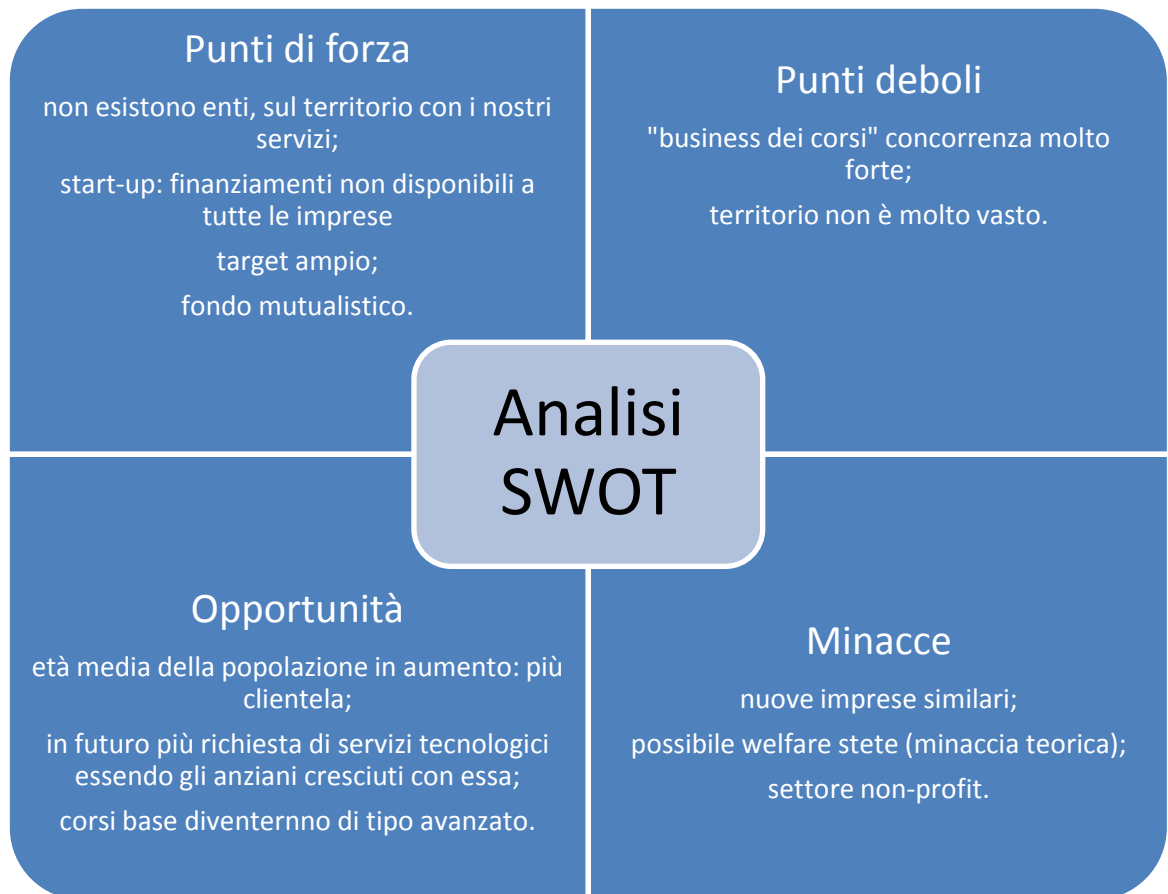 Punti di forza
non esistono enti, sul territorio con i nostri
servizi;
start-up: finanziamenti non disponibili a
tutte le imprese
target ampio;
fondo mutualistico.
Punti deboli
"business dei corsi" concorrenza molto
forte;
territorio non è molto vasto.
Analisi
SWOT
Opportunità
età media della popolazione in aumento: più
clientela;
in futuro più richiesta di servizi tecnologici
essendo gli anziani cresciuti con essa;
corsi base diventernno di tipo avanzato.
Minacce
nuove imprese similari;
possibile welfare stete (minaccia teorica);
settore non-profit.